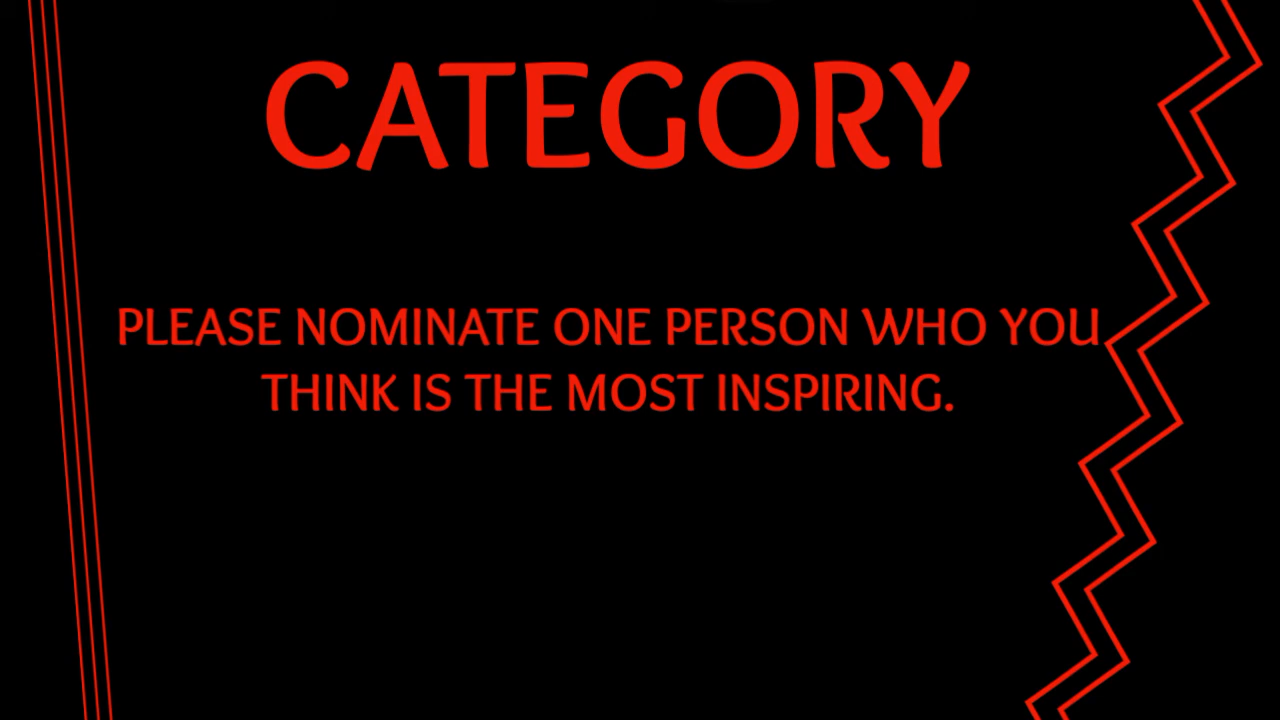 CATEGORY
PLEASE NOMINATE ONE PERSON WHO YOU
THINK IS THE MOST INSPIRING.